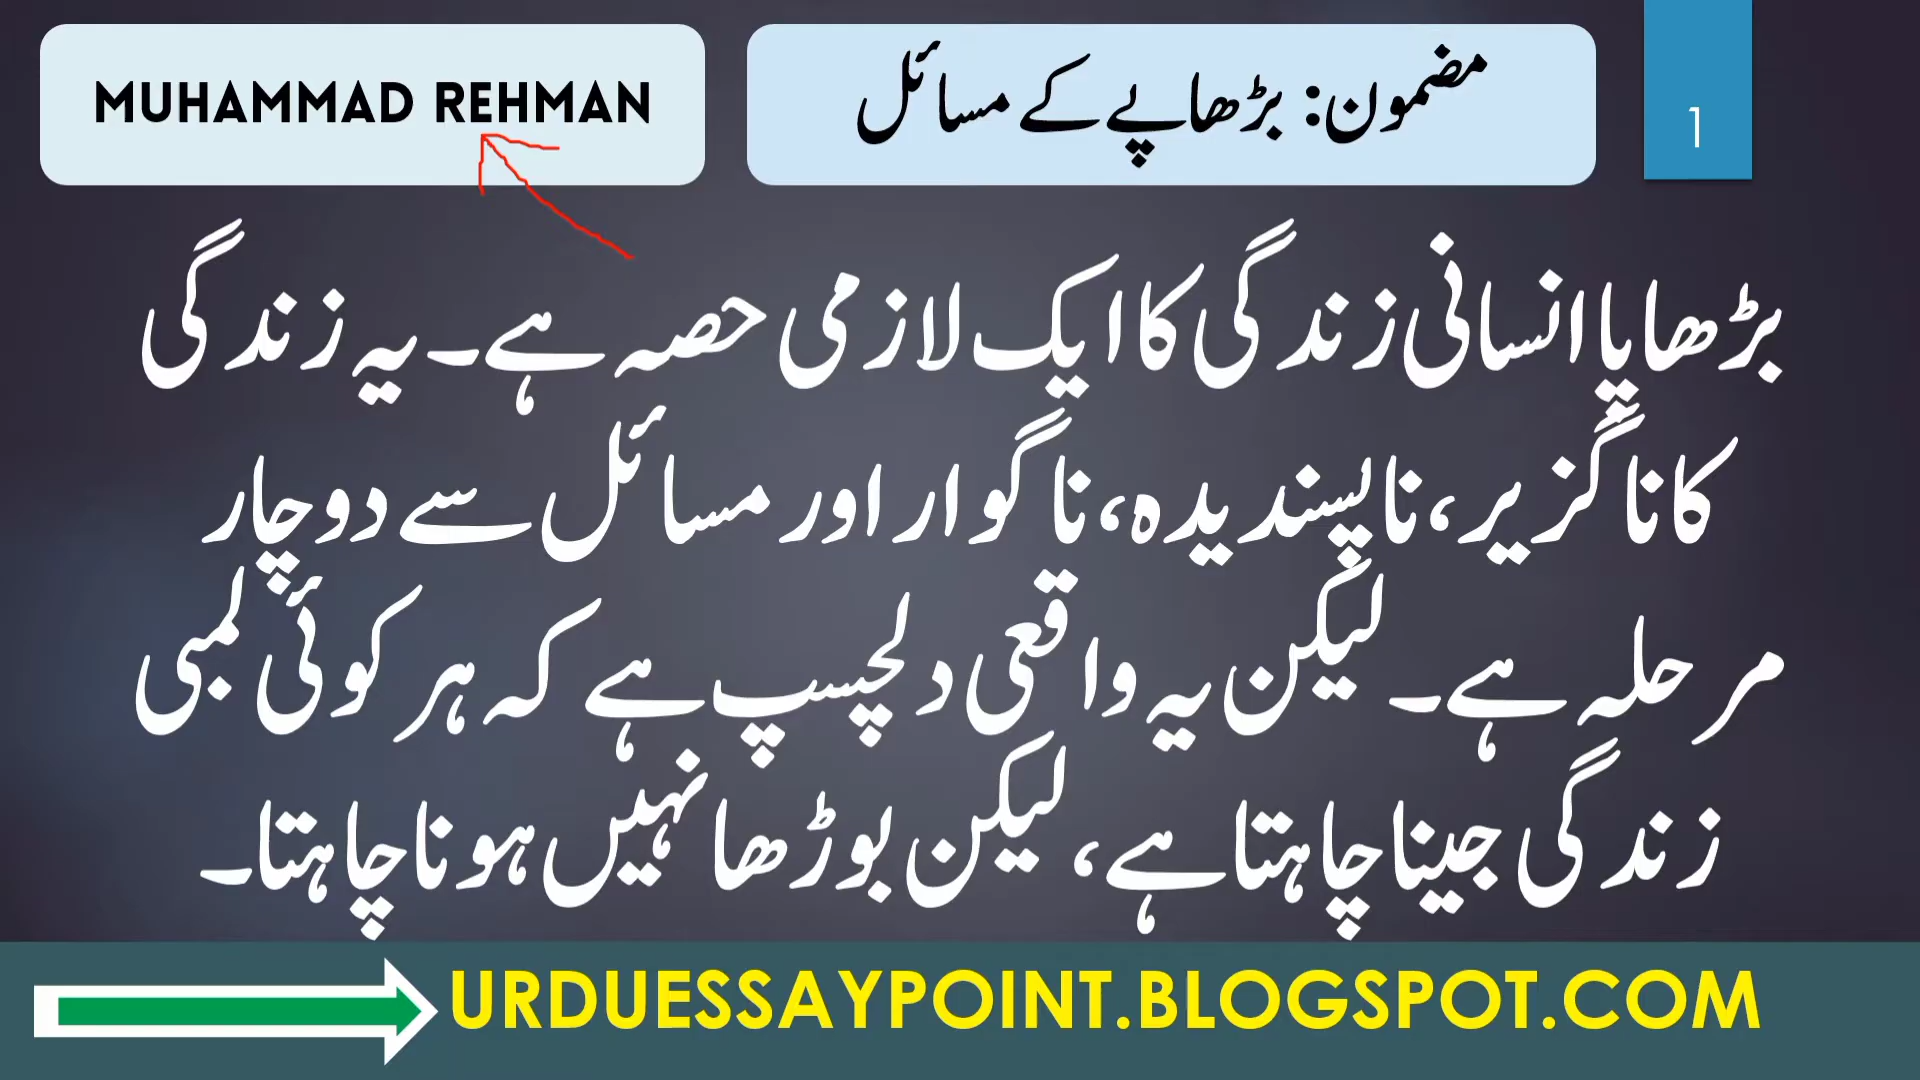 MUHAMMAD REHMAN
مضمون: بڑھاپے کے مسائل
1
بڑھاپا انسانی زندگی کا ایک لازمی حصہ ہے۔ یہ زندگی
کا ناگزیر، ناپسندیدہ، ناگوار اور مسائل سے دوچار
مرحلہ ہے۔ لیکن یہ واقعی دلچسپ ہے کہ ہر کوئی لمبی
زندگی جینا چاہتا ہے، لیکن بوڑھا نہیں ہونا چاہتا۔
URDUESSAYPOINT.BLOGSPOT.COM